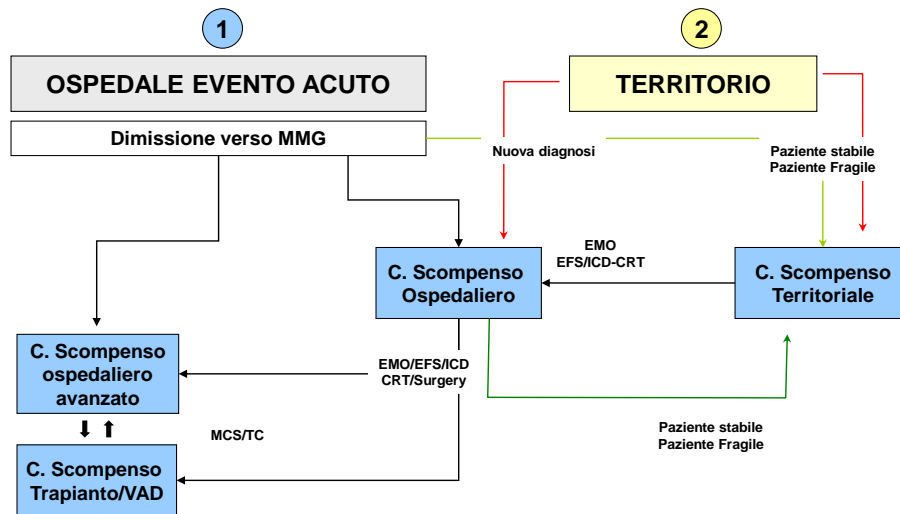 1
2
OSPEDALE EVENTO ACUTO
TERRITORIO
Dimissione verso MMG
Nuova diagnosi
Paziente stabile
Paziente Fragile
EMO
EFS/ICD-CRT
C. Scompenso
Ospedaliero
C. Scompenso
Territoriale
C. Scompenso
ospedaliero
avanzato
EMO/EFS/ICD
CRT/Surgery
MCS/TC
Paziente stabile
Paziente Fragile
C. Scompenso
Trapianto/VAD